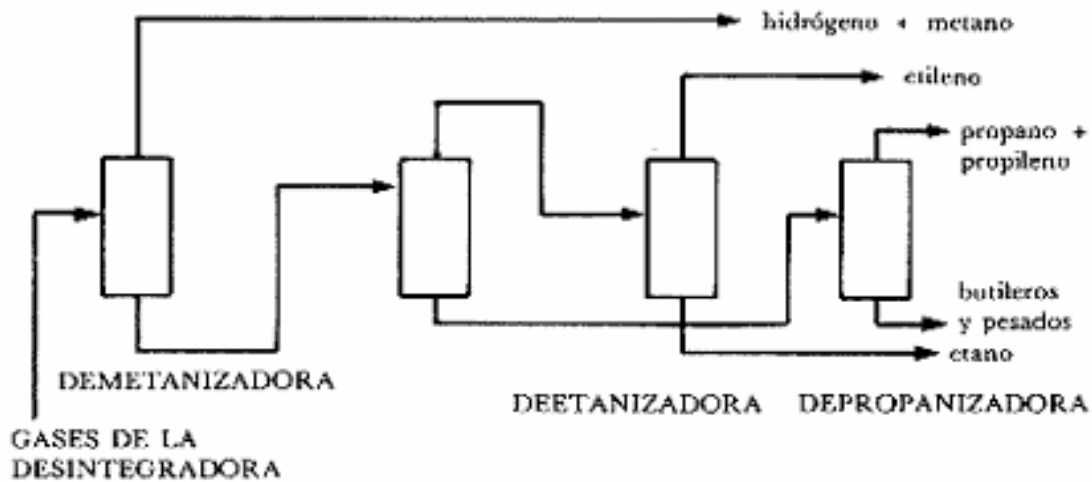 hidrógeno + metano
etileno
propano +
propileno
butileros
y pesados
etano
DEMETANIZADORA
DEETANIZADORA
DEPROPANIZADORA
GASES DE LA
DESINTEGRADORA